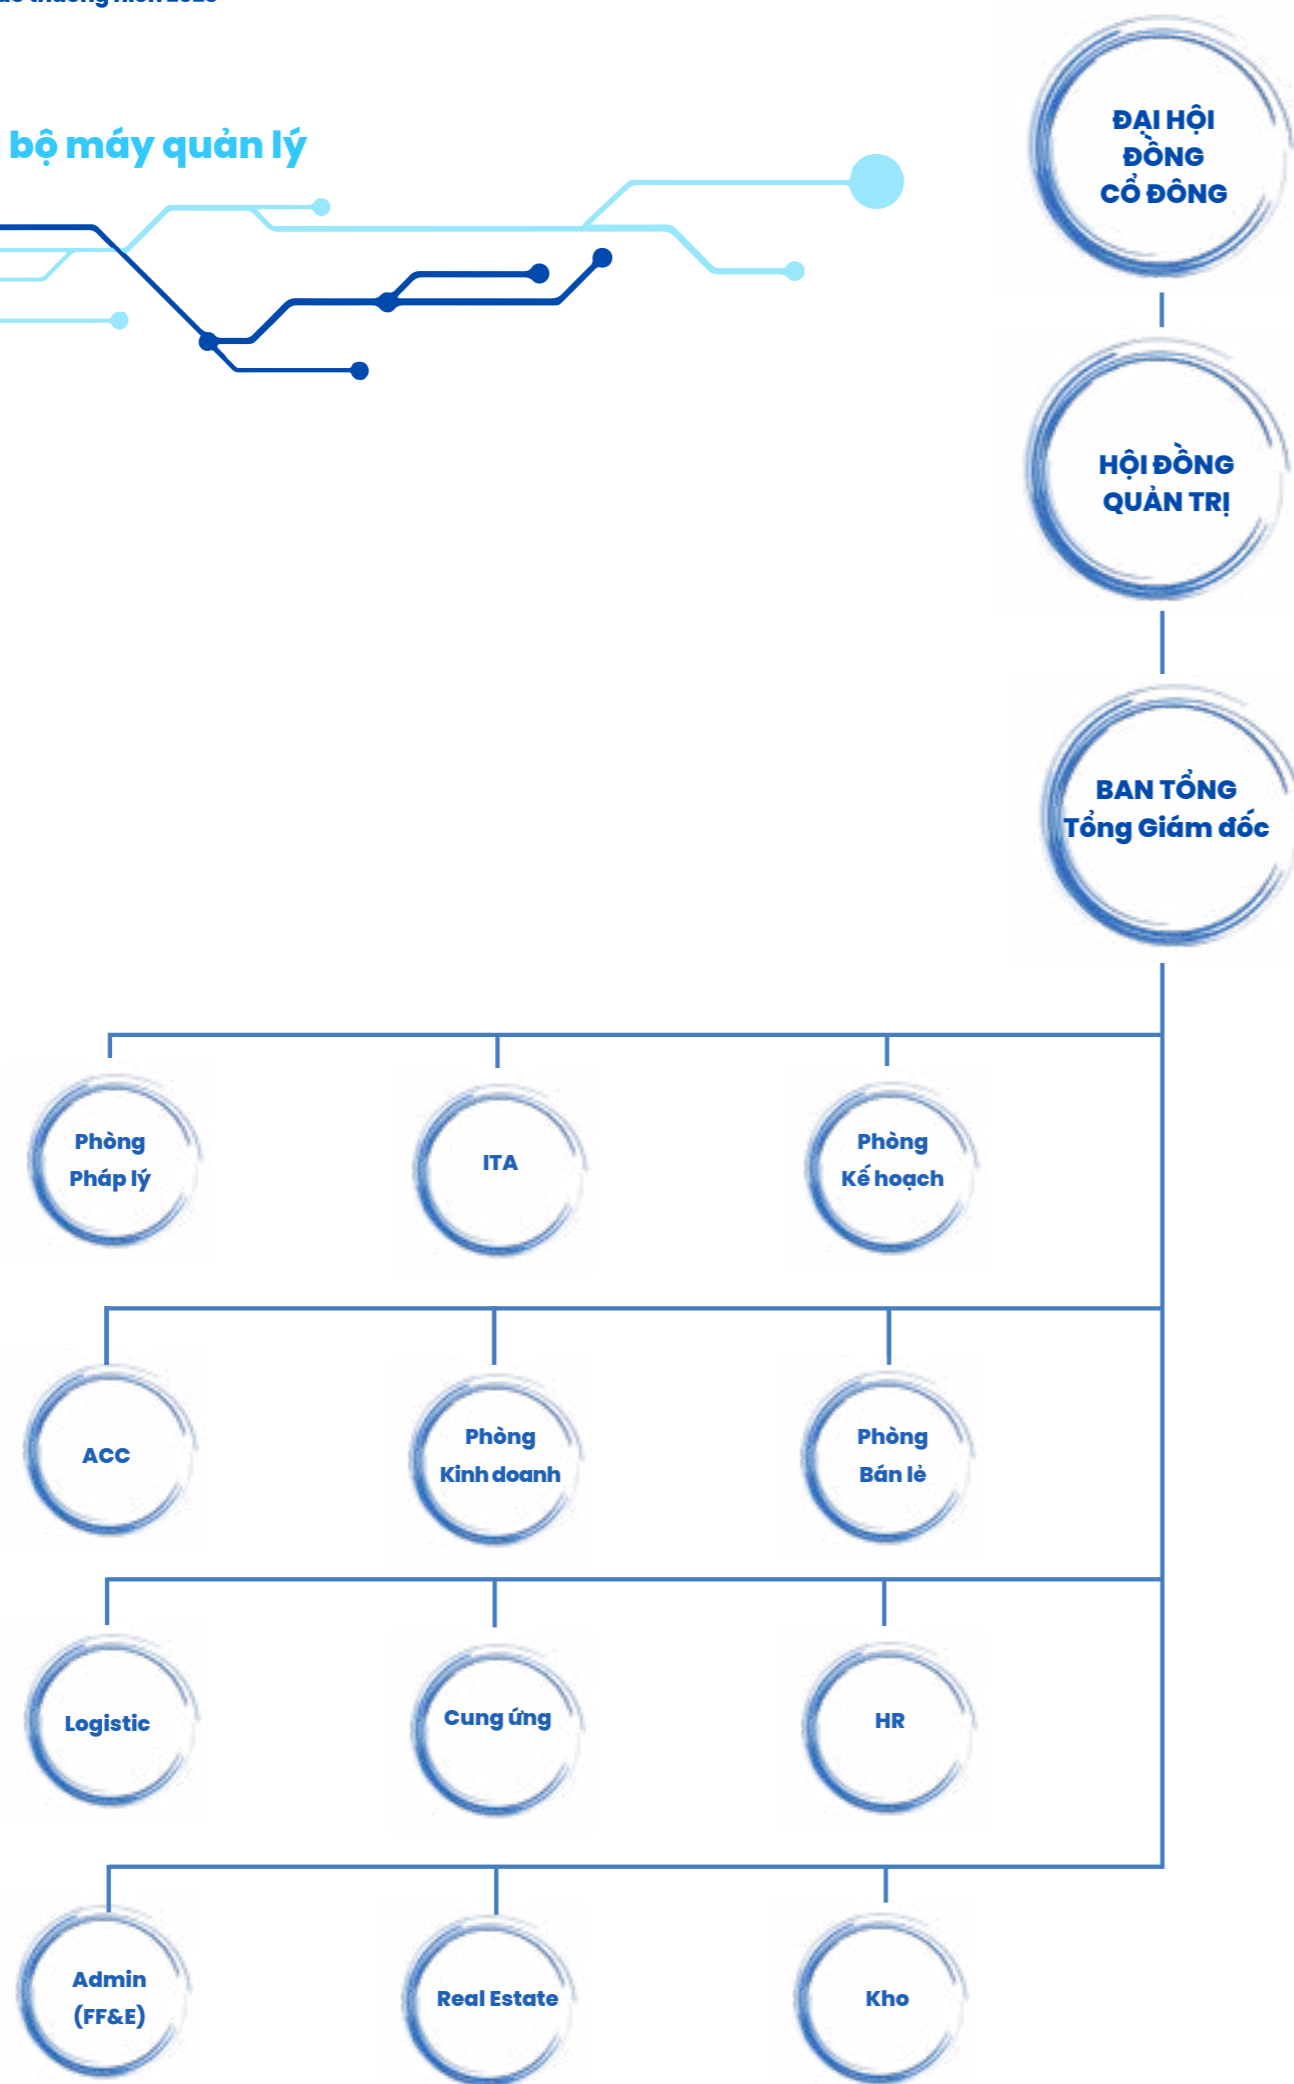 bộ máy quản lý
ĐẠI HỘI
ĐỒNG
CỔ ĐÔNG
HỘI ĐỒNG
QUẢN TRỊ
BAN TỔNG
Tổng Giám đốc
Phòng
Pháp lý
ITA
Phòng
Kế hoạch
ACC
Phòng
Kinh doanh
Phòng
Bán lẻ
Logistic
Cung ứng
HR
Admin
(FF&E)
Real Estate
Kho